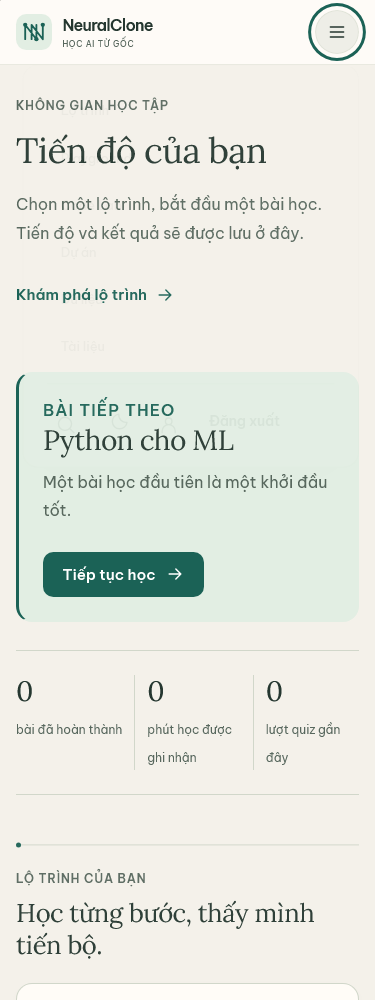 NeuralClone
HỌC AI TỪ GỐC
KHÔNG GIAN HỌC TẬP
Tiến độ của bạn
Chọn một lộ trình, bắt đầu một bài học.
Tiến độ và kết quả sẽ được lưu ở đây.
Dự án
Khám phá lộ trình
Tài liệu
BÀI TIẾP THEO
Đăng xuất
Python cho ML
Một bài học đầu tiên là một khởi đầu
tốt.
Tiếp tục học
0
bài đã hoàn thành
0
phút học được
ghi nhận
0
lượt quiz gần
đây
LỘ TRÌNH CỦA BẠN
Học từng bước, thấy mình
tiến bộ.